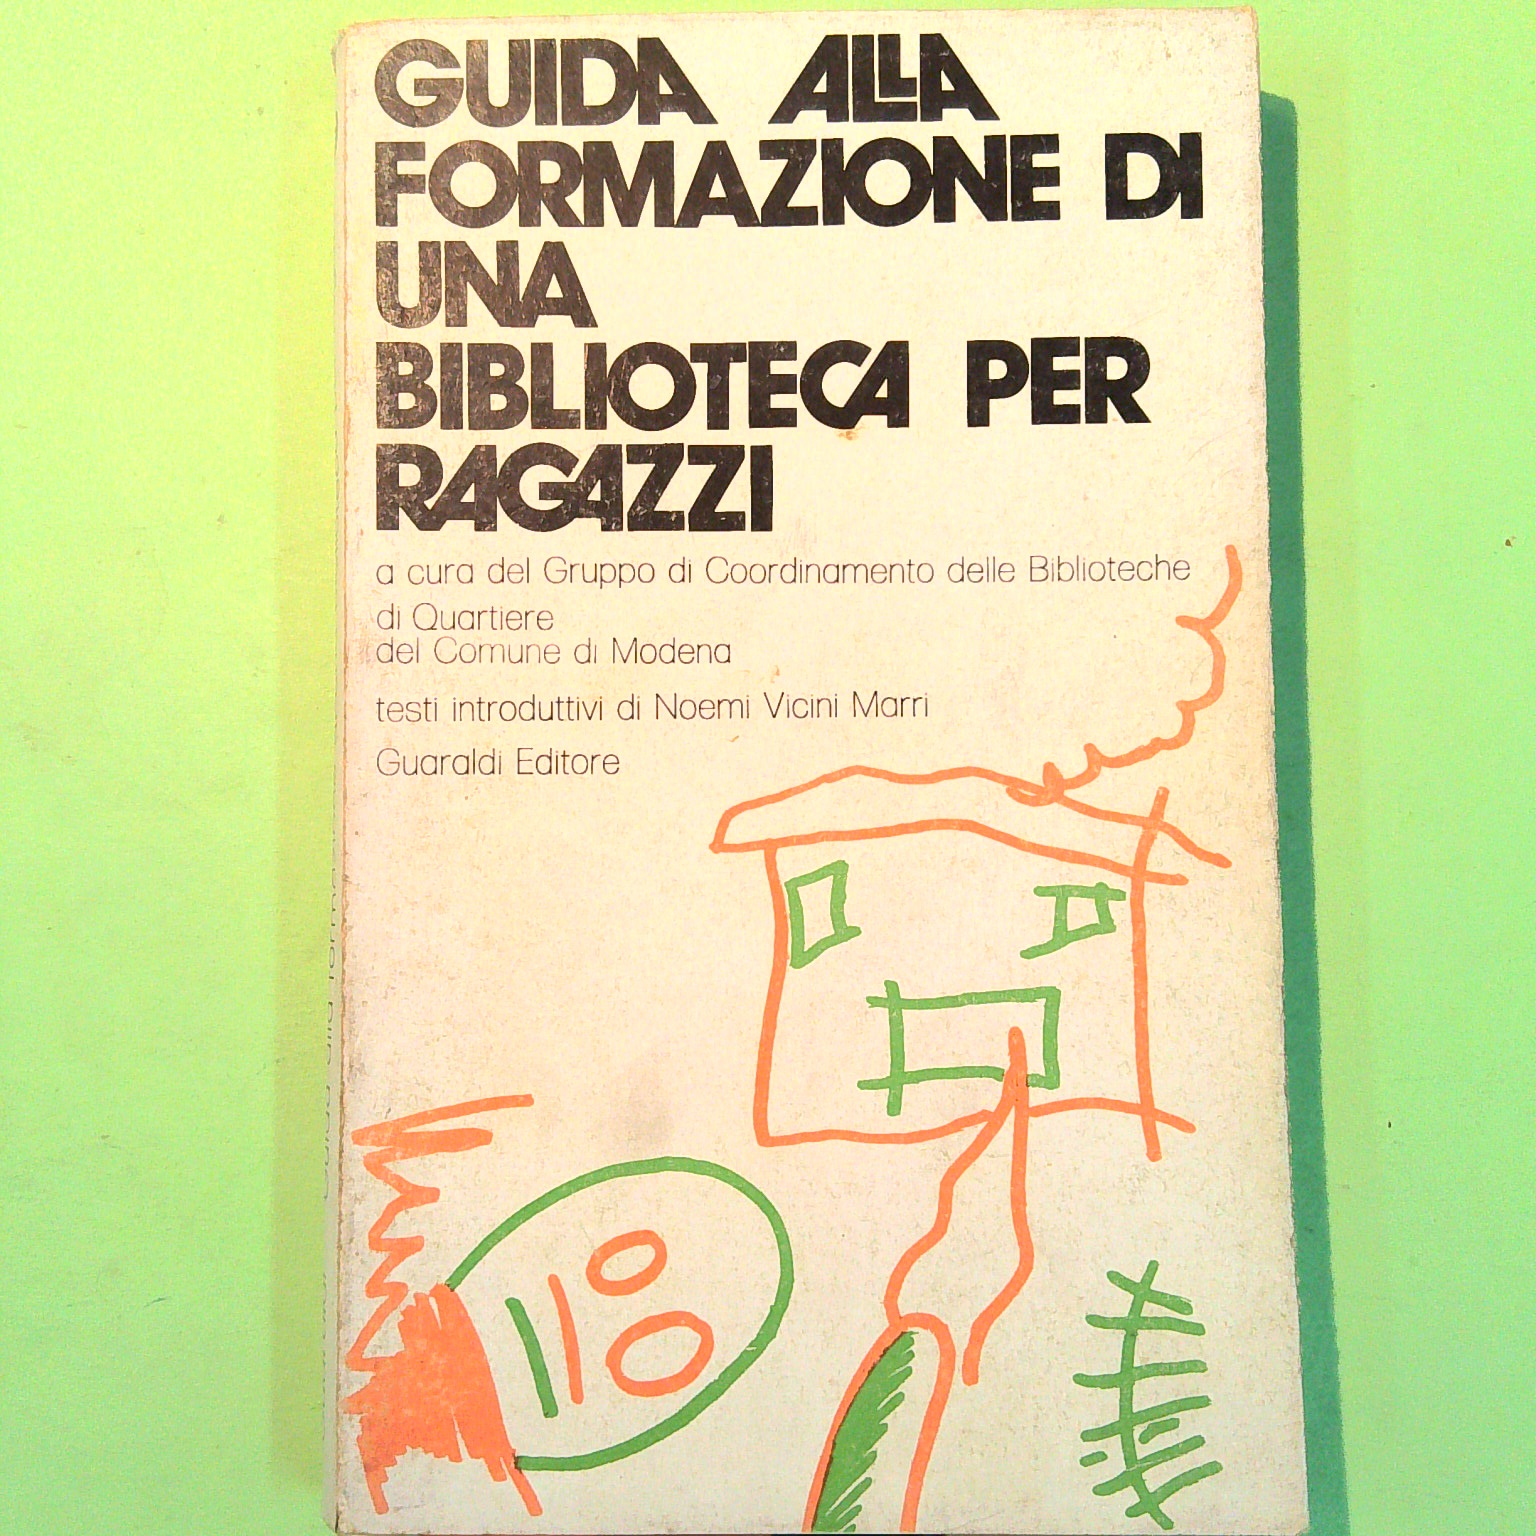 GUIDA ALLA
FORMAZIONE DI
UNA
BIBLIOTECA PER
RAGAZZI
a cura del Gruppo di Coordinamento delle Biblioteche
di Quartiere
del Comune di Modena
testi introduttivi di Noemi Vicini Marri
Guaraldi Editore